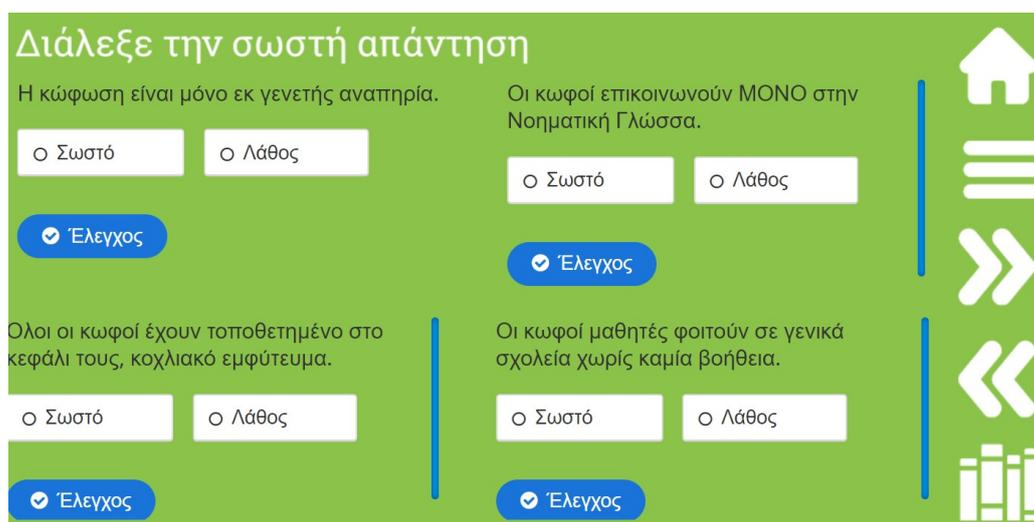 Διάλεξε την σωστή απάντηση
Η κώφωση είναι μόνο εκ γενετής αναπηρία.
Σωστό
Λάθος
Έλεγχος
Οι κωφοί επικοινωνούν ΜΟΝΟ στην
Νοηματική Γλώσσα.
Σωστό
Λάθος
Έλεγχος
Όλοι οι κωφοί έχουν τοποθετημένο στο
κεφάλι τους, κοχλιακό εμφύτευμα.
Σωστό
Λάθος
Έλεγχος
Οι κωφοί μαθητές φοιτούν σε γενικά
σχολεία χωρίς καμία βοήθεια.
Σωστό
Λάθος
Έλεγχος